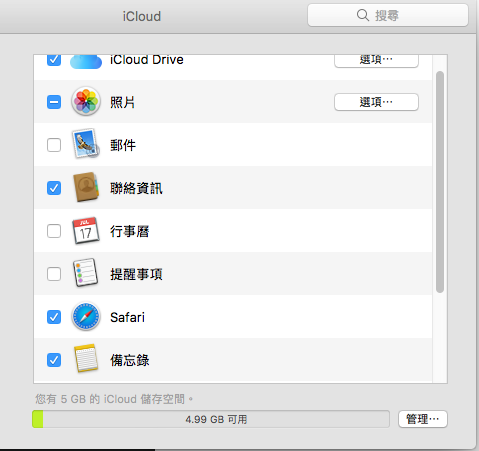 iCloud
搜尋
iCloud Drive
選項⋯
照片
選項⋯
郵件
聯絡資訊
JUL
17
行事曆
提醒事項
Safari
備忘錄
您有 5 GB 的 iCloud 儲存空間。
4.99 GB 可用
管理⋯